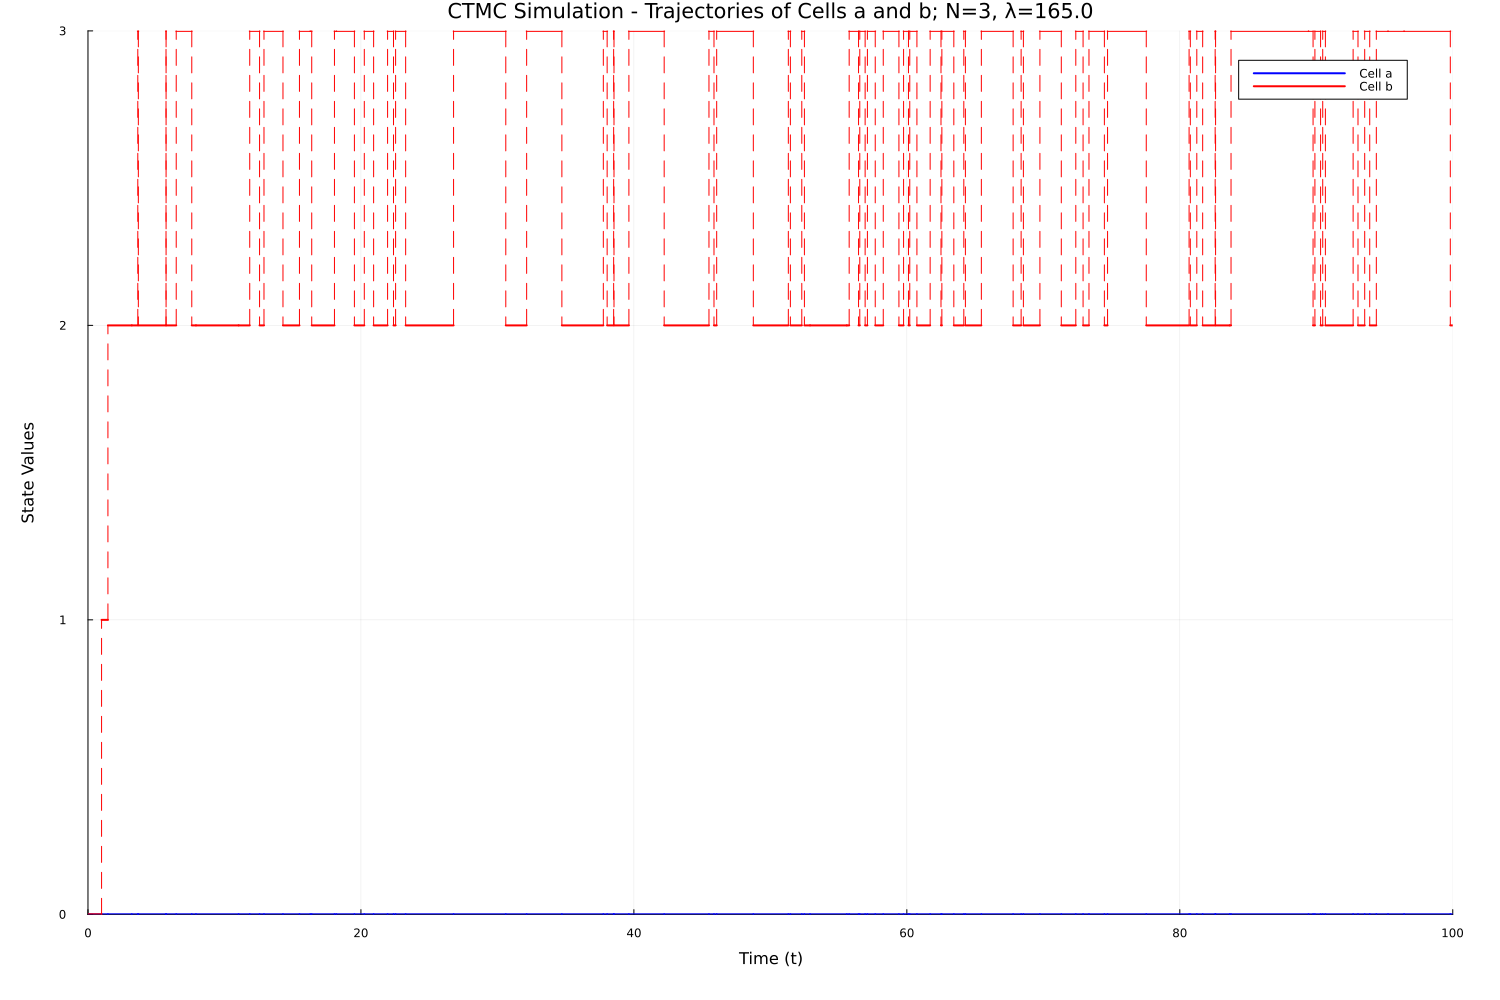 CTMC Simulation - Trajectories of Cells a and b; N=3, λ=165.0
3
Cell a
Cell b
2
State Values
1
0
0 20 40 60 80 100
Time (t)